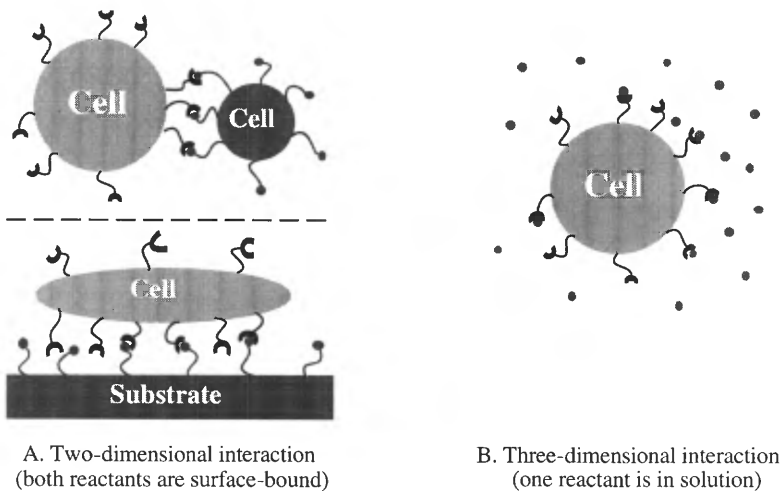 Cell
Cell
Cell
Substrate
A. Two-dimensional interaction
(both reactants are surface-bound)
Cell
B. Three-dimensional interaction
(one reactant is in solution)